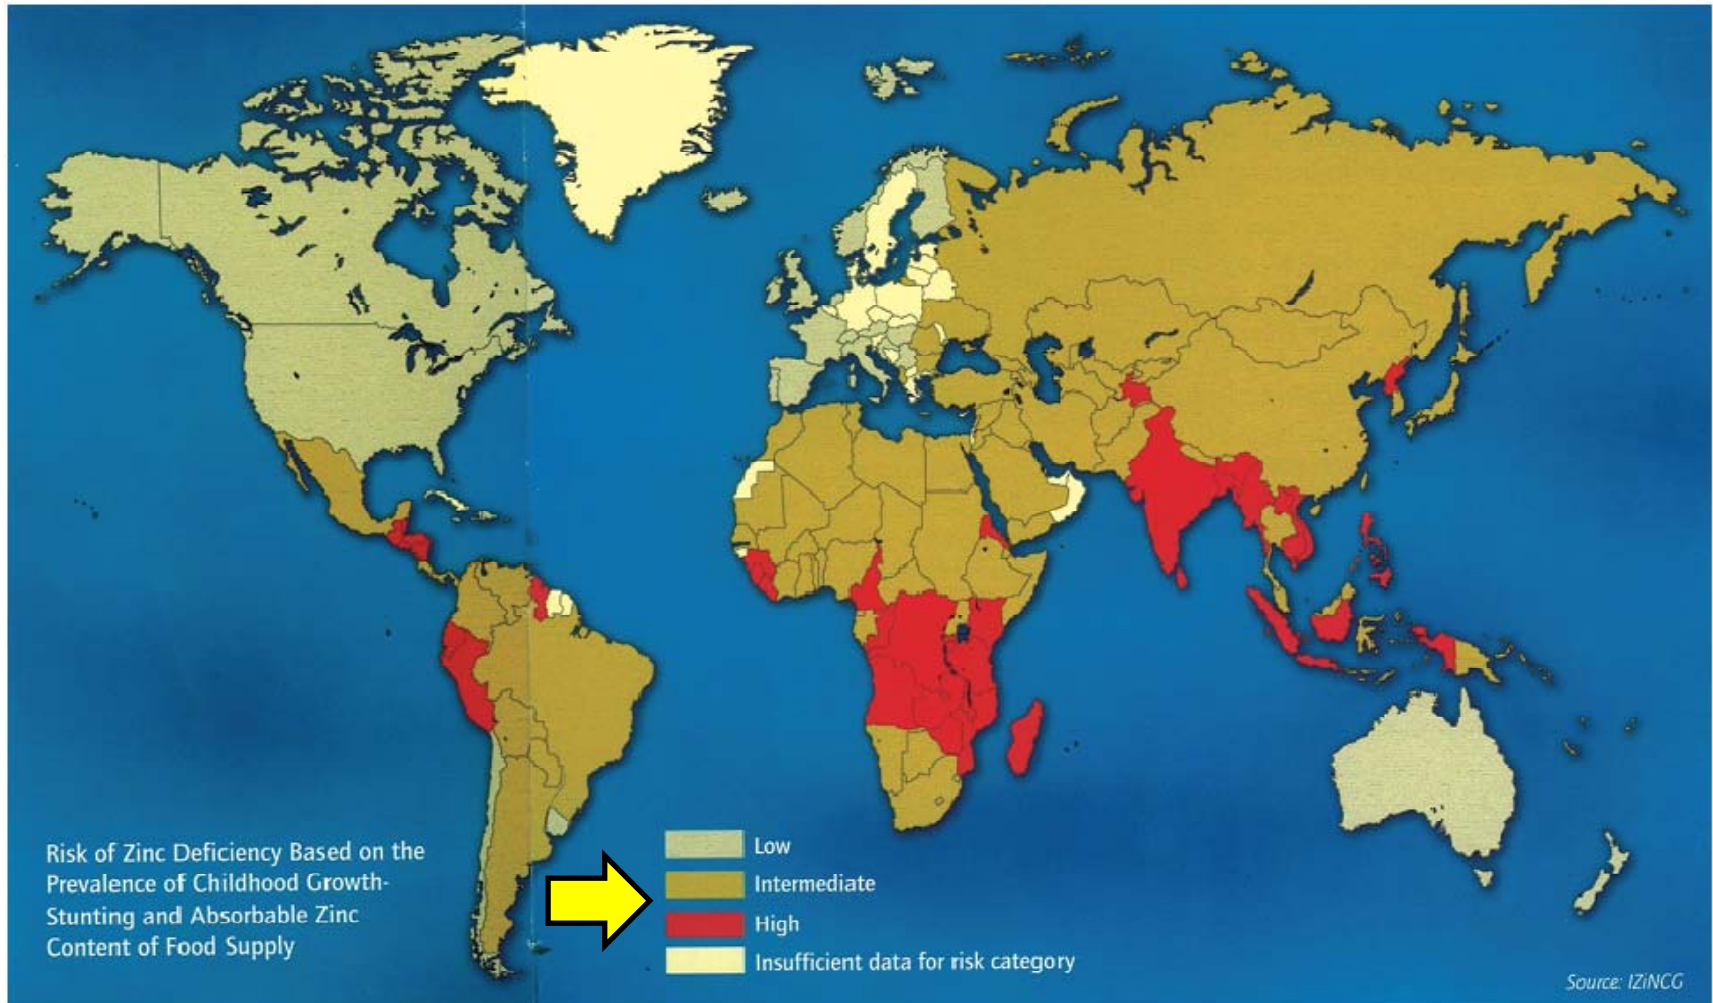 Risk of Zinc Deficiency Based on the
Prevalence of Childhood Growth-
Stunting and Absorbable Zinc
Content of Food Supply
Low
Intermediate
High
Insufficient data for risk category
Source: IZiNCG